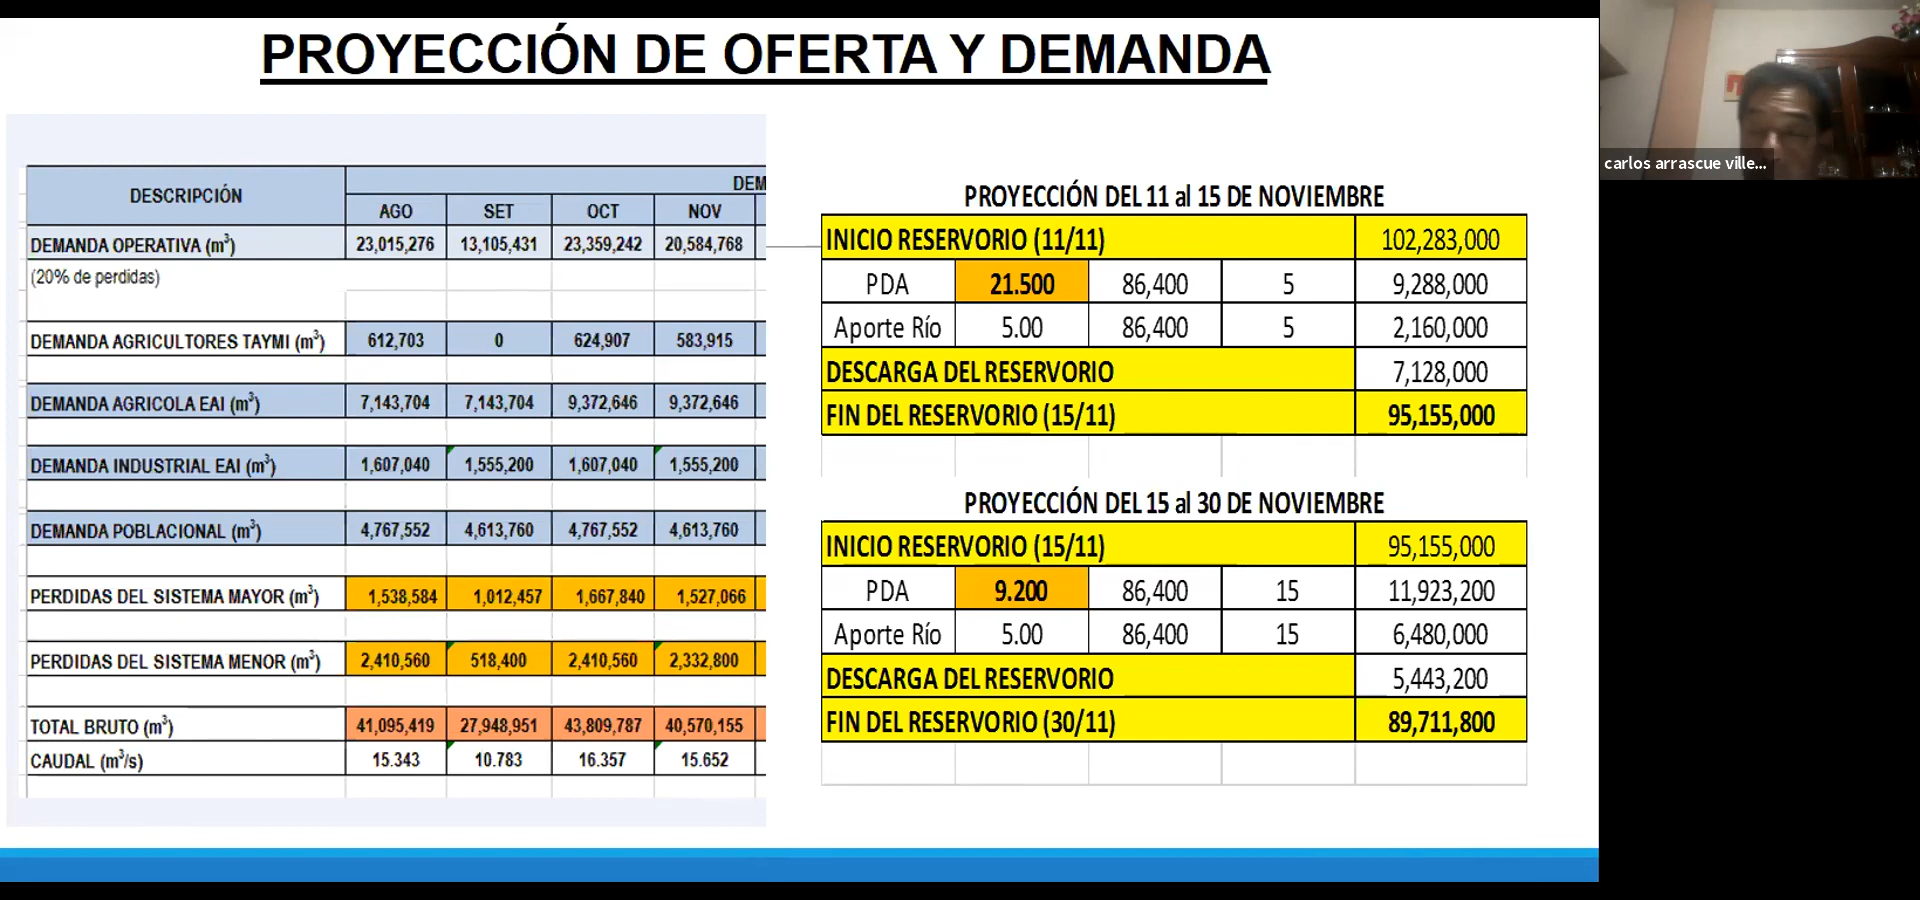 PROYECCIÓN DE OFERTA Y DEMANDA
carlos arrascue ville...
DESCRIPCIÓN DEM
AGO SET OCT NOV
DEMANDA OPERATIVA (m³) 23,015,276 13,105,431 23,359,242 20,584,768
(20% de perdidas)
DEMANDA AGRICULTORES TAYMI (m³) 612,703 0 624,907 583,915
DEMANDA AGRICOLA EAI (m³) 7,143,704 7,143,704 9,372,646 9,372,646
DEMANDA INDUSTRIAL EAI (m³) 1,607,040 1,555,200 1,607,040 1,555,200
DEMANDA POBLACIONAL (m³) 4,767,552 4,613,760 4,767,552 4,613,760
PERDIDAS DEL SISTEMA MAYOR (m³) 1,538,584 1,012,457 1,667,840 1,527,066
PERDIDAS DEL SISTEMA MENOR (m³) 2,410,560 518,400 2,410,560 2,332,800
TOTAL BRUTO (m³) 41,095,419 27,948,951 43,809,787 40,570,155
CAUDAL (m³/s) 15.343 10.783 16.357 15.652
PROYECCIÓN DEL 11 al 15 DE NOVIEMBRE
INICIO RESERVORIO (11/11) 102,283,000
PDA 21.500 86,400 5 9,288,000
Aporte Río 5.00 86,400 5 2,160,000
DESCARGA DEL RESERVORIO 7,128,000
FIN DEL RESERVORIO (15/11) 95,155,000
PROYECCIÓN DEL 15 al 30 DE NOVIEMBRE
INICIO RESERVORIO (15/11) 95,155,000
PDA 9.200 86,400 15 11,923,200
Aporte Río 5.00 86,400 15 6,480,000
DESCARGA DEL RESERVORIO 5,443,200
FIN DEL RESERVORIO (30/11) 89,711,800